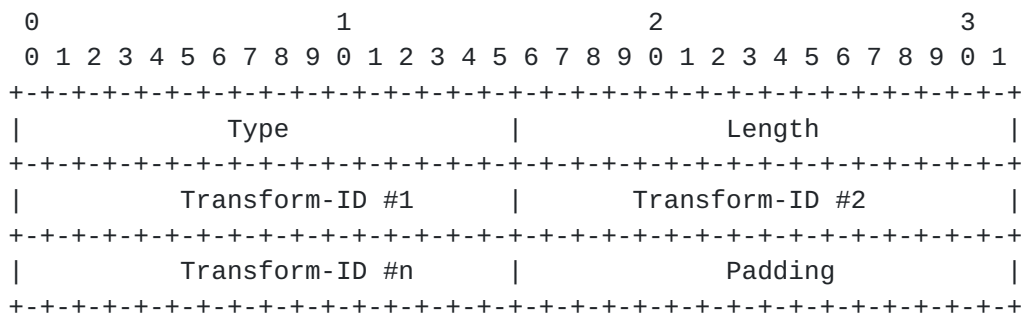 0                   1                   2                   3
 0 1 2 3 4 5 6 7 8 9 0 1 2 3 4 5 6 7 8 9 0 1 2 3 4 5 6 7 8 9 0 1
+-+-+-+-+-+-+-+-+-+-+-+-+-+-+-+-+-+-+-+-+-+-+-+-+-+-+-+-+-+-+-+-+
|             Type              |             Length            |
+-+-+-+-+-+-+-+-+-+-+-+-+-+-+-+-+-+-+-+-+-+-+-+-+-+-+-+-+-+-+-+-+
|          Transform-ID #1      |       Transform-ID #2         |
+-+-+-+-+-+-+-+-+-+-+-+-+-+-+-+-+-+-+-+-+-+-+-+-+-+-+-+-+-+-+-+-+
|          Transform-ID #n      |             Padding           |
+-+-+-+-+-+-+-+-+-+-+-+-+-+-+-+-+-+-+-+-+-+-+-+-+-+-+-+-+-+-+-+-+